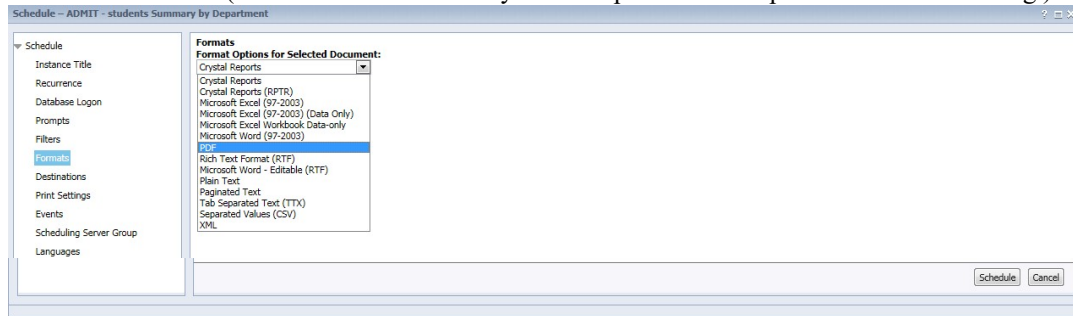 Schedule – ADMIT - students Summary by Department
? □ X
Schedule
Instance Title
Recurrence
Database Logon
Prompts
Filters
Formats
Destinations
Print Settings
Events
Scheduling Server Group
Languages
Formats
Format Options for Selected Document:
Crystal Reports
Crystal Reports
Crystal Reports (RPTR)
Microsoft Excel (97-2003)
Microsoft Excel (97-2003) (Data Only)
Microsoft Excel Workbook Data-only
Microsoft Word (97-2003)
PDF
Rich Text Format (RTF)
Microsoft Word - Editable (RTF)
Plain Text
Paginated Text
Tab Separated Text (TTX)
Separated Values (CSV)
XML
Schedule Cancel